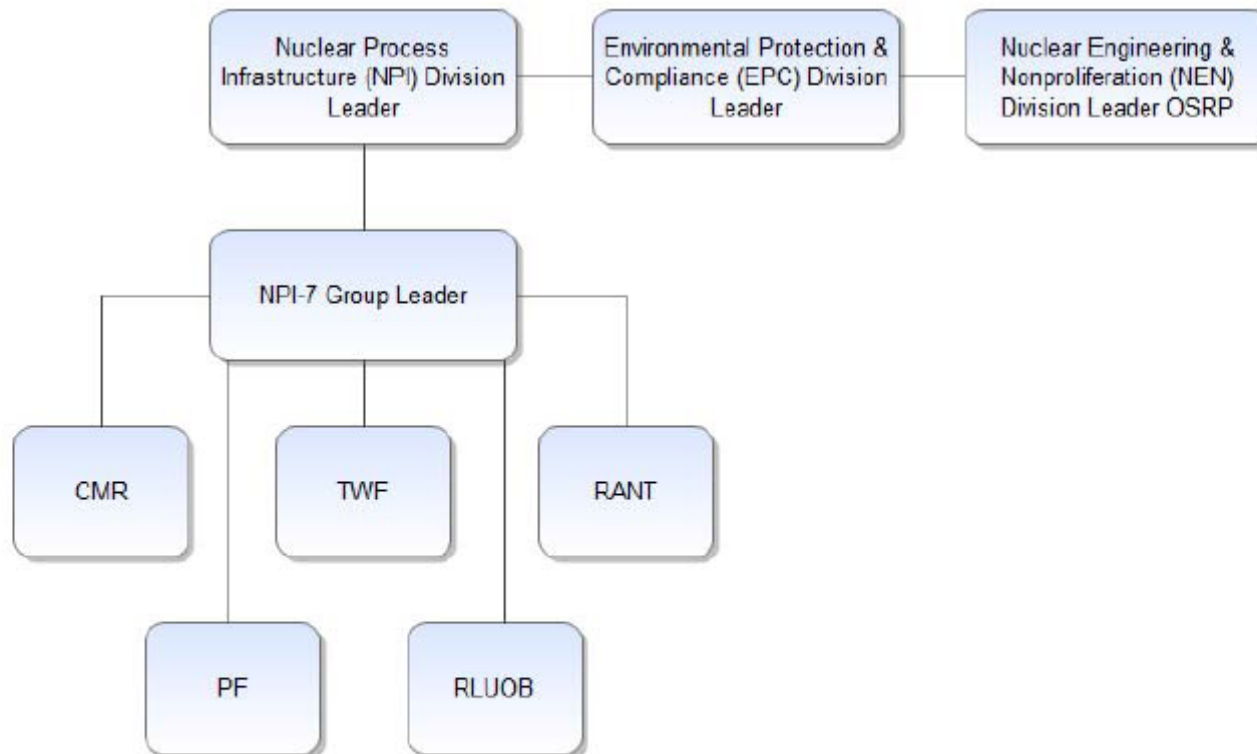 Nuclear Process
Infrastructure (NPI) Division
Leader
Environmental Protection &
Compliance (EPC) Division
Leader
Nuclear Engineering &
Nonproliferation (NEN)
Division Leader OSRP
NPI-7 Group Leader
CMR
TWF
RANT
PF
RLUOB